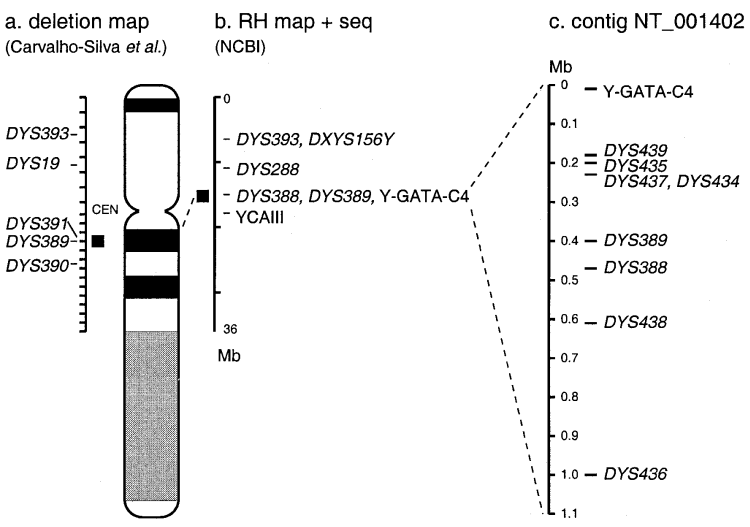 a. deletion map
(Carvalho-Silva et al.)
DYS393
DYS19
CEN
DYS391
DYS389
DYS390
b. RH map + seq
(NCBI)
0
DYS393, DXYS156Y
DYS288
DYS388, DYS389, Y-GATA-C4
YCAIII
36
Mb
c. contig NT_001402
Mb
0
Y-GATA-C4
0.1
DYS439
0.2
DYS435
DYS437, DYS434
0.3
0.4
DYS389
DYS388
0.5
0.6
DYS438
0.7
0.8
0.9
1.0
DYS436
1.1